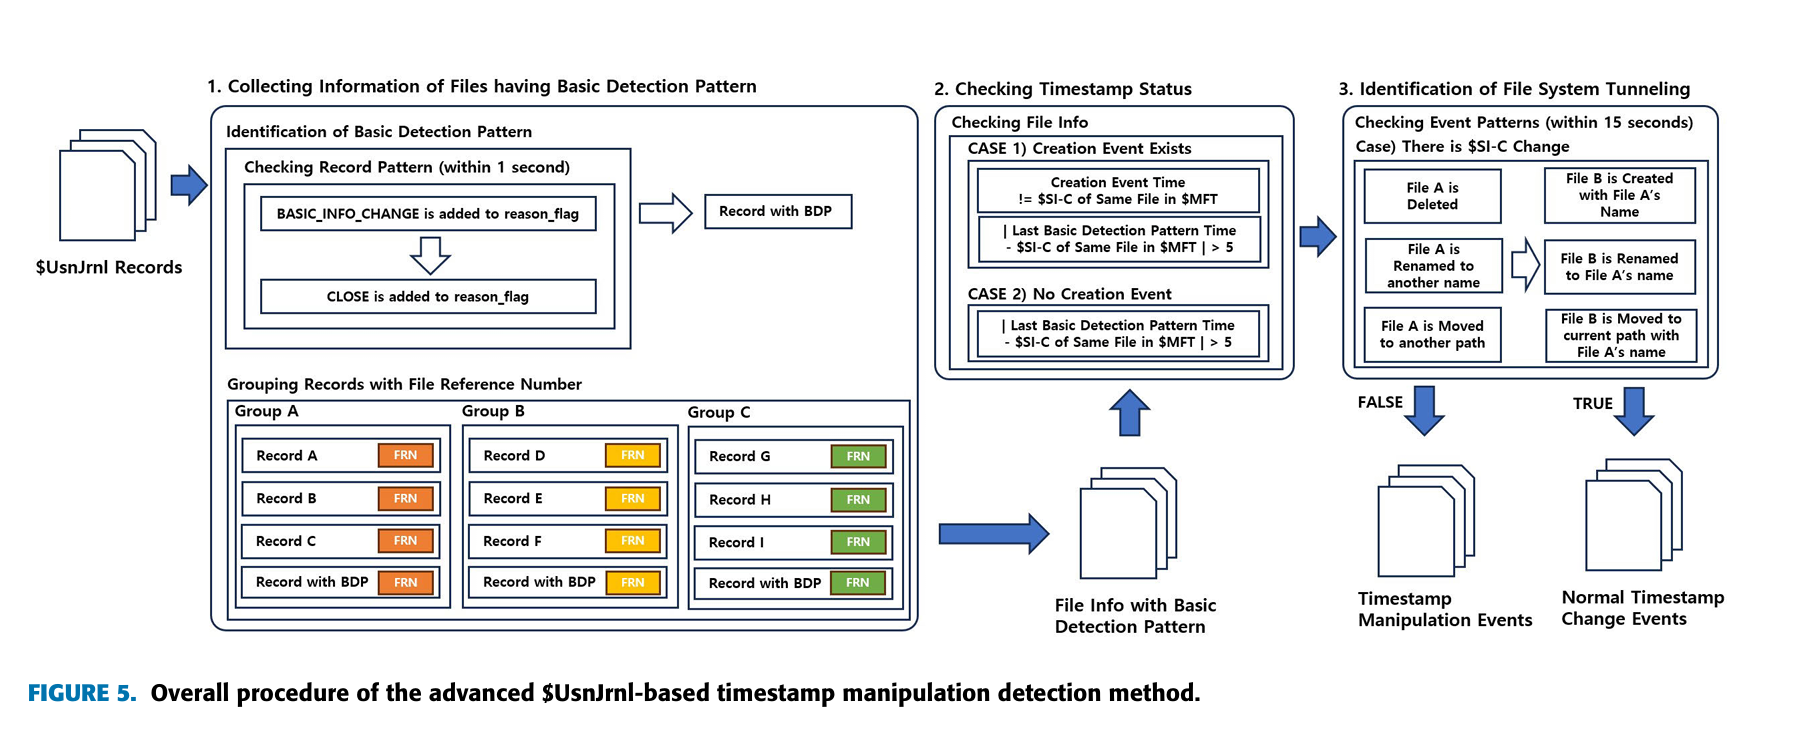 1. Collecting Information of Files having Basic Detection Pattern
Identification of Basic Detection Pattern
Checking Record Pattern (within 1 second)
BASIC_INFO_CHANGE is added to reason_flag
CLOSE is added to reason_flag
Record with BDP
$UsnJrnl Records
Grouping Records with File Reference Number
Group A
Record A FRN
Record B FRN
Record C FRN
Record with BDP FRN
Group B
Record D FRN
Record E FRN
Record F FRN
Record with BDP FRN
Group C
Record G FRN
Record H FRN
Record I FRN
Record with BDP FRN
2. Checking Timestamp Status
Checking File Info
CASE 1) Creation Event Exists
Creation Event Time
!= $SI-C of Same File in $MFT
| Last Basic Detection Pattern Time
- $SI-C of Same File in $MFT | > 5
CASE 2) No Creation Event
| Last Basic Detection Pattern Time
- $SI-C of Same File in $MFT | > 5
File Info with Basic
Detection Pattern
3. Identification of File System Tunneling
Checking Event Patterns (within 15 seconds)
Case) There is $SI-C Change
File A is
Deleted
File A is
Renamed to
another name
File A is Moved
to another path
File B is Created
with File A's
Name
File B is Renamed
to File A's name
File B is Moved to
current path with
File A's name
FALSE
TRUE
Timestamp
Manipulation Events
Normal Timestamp
Change Events
FIGURE 5. Overall procedure of the advanced $UsnJrnl-based timestamp manipulation detection method.